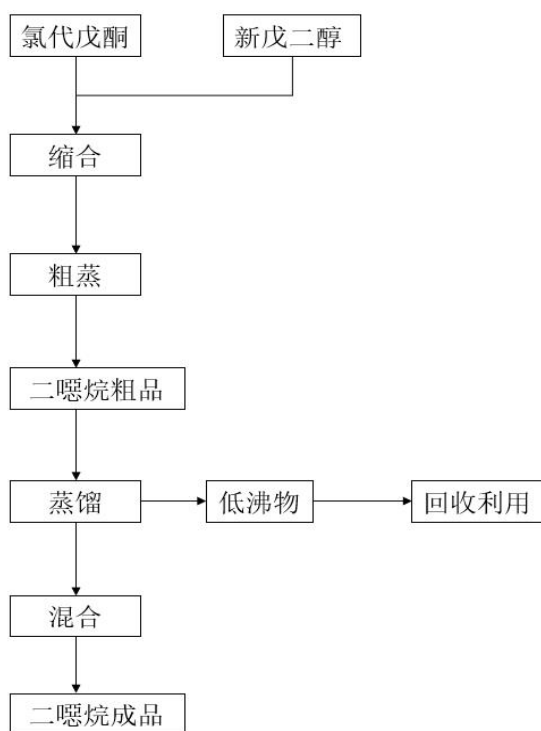 氯代戊酮
新戊二醇
缩合
粗蒸
二噁烷粗品
蒸馏
低沸物
回收利用
混合
二噁烷成品